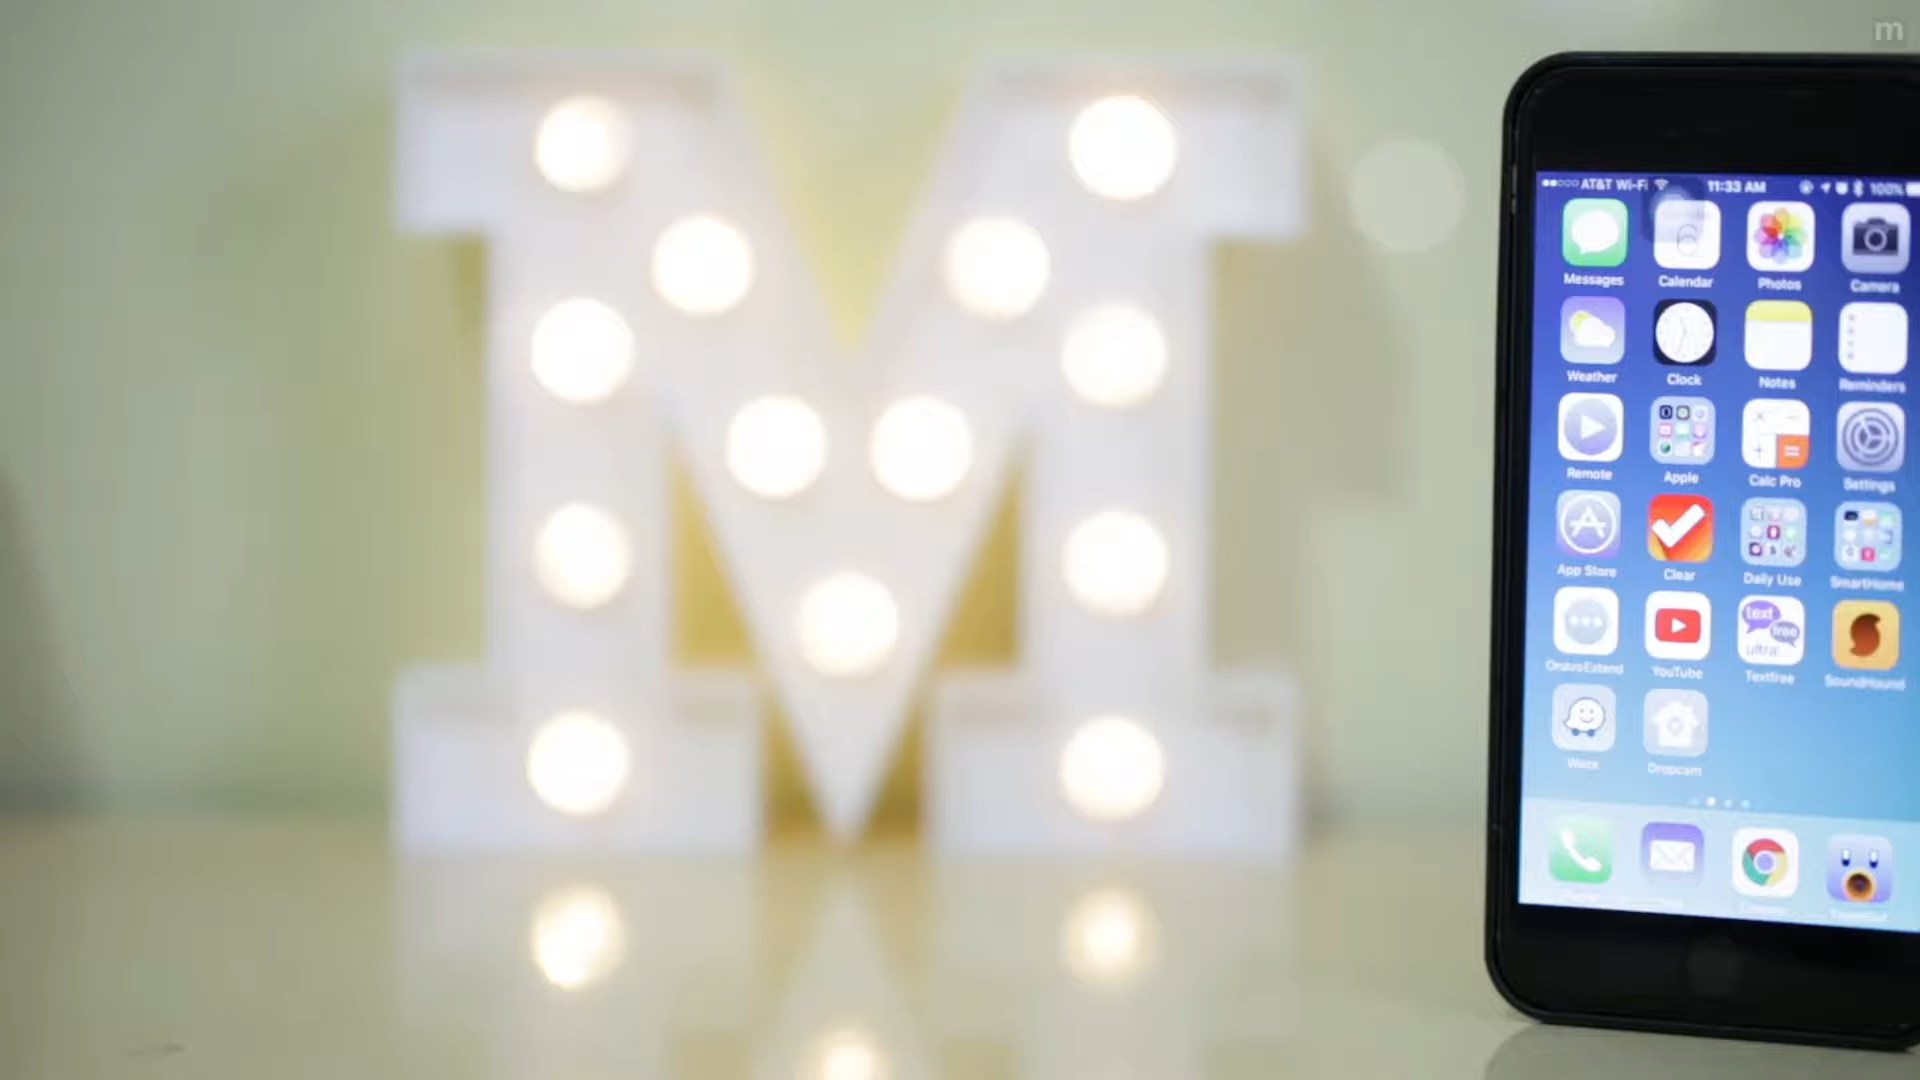 m
M
AT&T Wi-Fi 11:33 AM 100%
6
Messages Calendar Photos Camera
Weather Clock Notes Reminders
Remote Apple Calc Pro Settings
App Store Clear Daily Use SmartHome
text
free
ultra
OnavoExtend YouTube Textfree SoundHound
Waze Dropcam